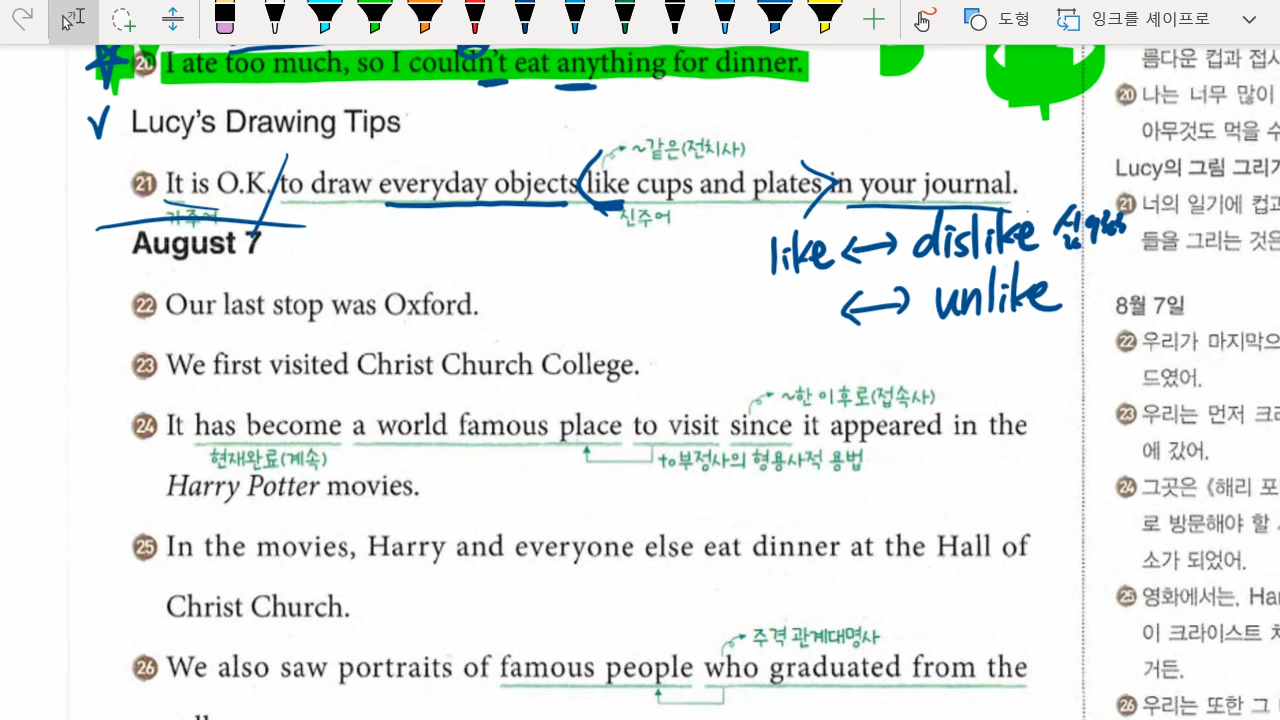 도형
잉크를 셰이프로
20 I ate too much, so I couldn't eat anything for dinner.
Lucy's Drawing Tips
~같은(전치사)
21 It is O.K. to draw everyday objects like cups and plates in your journal.
가주어
진주어
like ↔ dislike
↔ unlike
August 7
22 Our last stop was Oxford.
23 We first visited Christ Church College.
~한 이후로(접속사)
24 It has become a world famous place to visit since it appeared in the
현재완료(계속)
to부정사의 형용사적 용법
Harry Potter movies.
25 In the movies, Harry and everyone else eat dinner at the Hall of
Christ Church.
주격 관계대명사
26 We also saw portraits of famous people who graduated from the
름다운 컵과 접시
20 나는 너무 많이
아무것도 먹을 수
Lucy의 그림 그리기
21 너의 일기에 컵과
들을 그리는 것은
8월 7일
22 우리가 마지막으
드였어.
23 우리는 먼저 크
에 갔어.
24 그곳은 《해리 포
로 방문해야 할
소가 되었어.
25 영화에서는, Har
이 크라이스트
거든.
26 우리는 또한 그